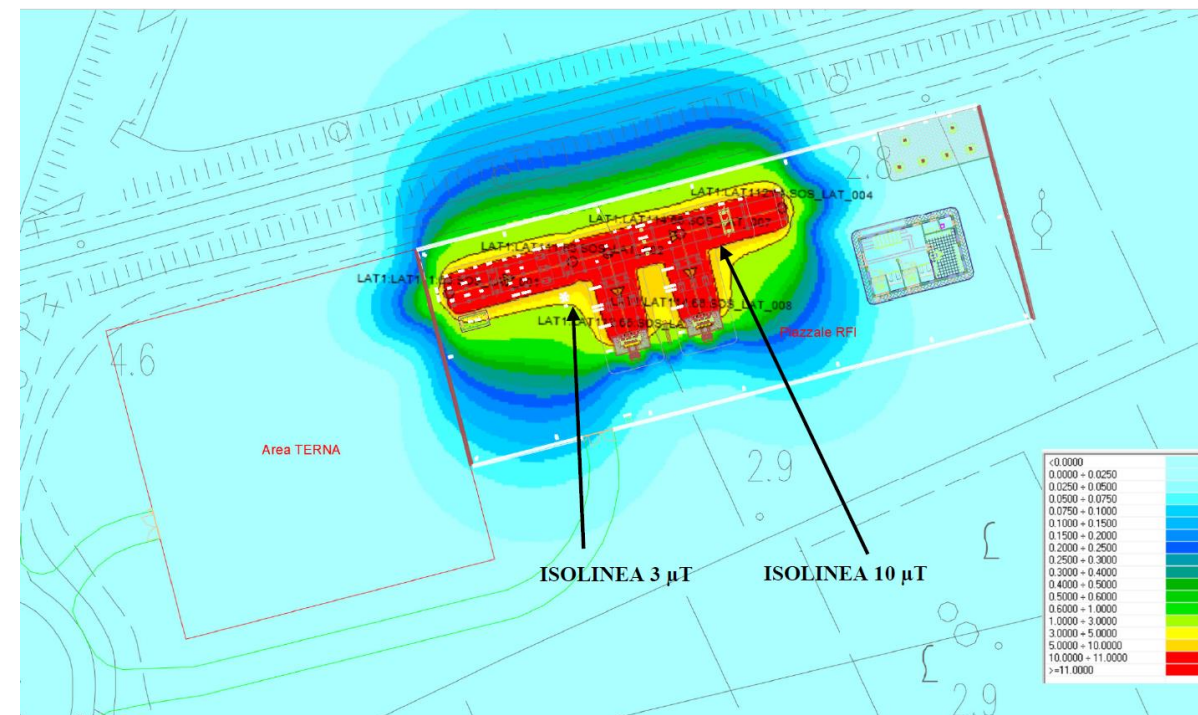 2.8
LAT1:LAT112:14:SOS_LAT_004
4.6
Piazzale RFI
Area TERNA
2.9
ISOLINEA 3 µT
ISOLINEA 10 µT
2.9
<0.0000
0.0000 ÷ 0.0250
0.0250 ÷ 0.0500
0.0500 ÷ 0.0750
0.0750 ÷ 0.1000
0.1000 ÷ 0.1500
0.1500 ÷ 0.2000
0.2000 ÷ 0.2500
0.2500 ÷ 0.3000
0.3000 ÷ 0.4000
0.4000 ÷ 0.5000
0.5000 ÷ 0.6000
0.6000 ÷ 1.0000
1.0000 ÷ 3.0000
3.0000 ÷ 5.0000
5.0000 ÷ 10.0000
10.0000 ÷ 11.0000
>=11.0000